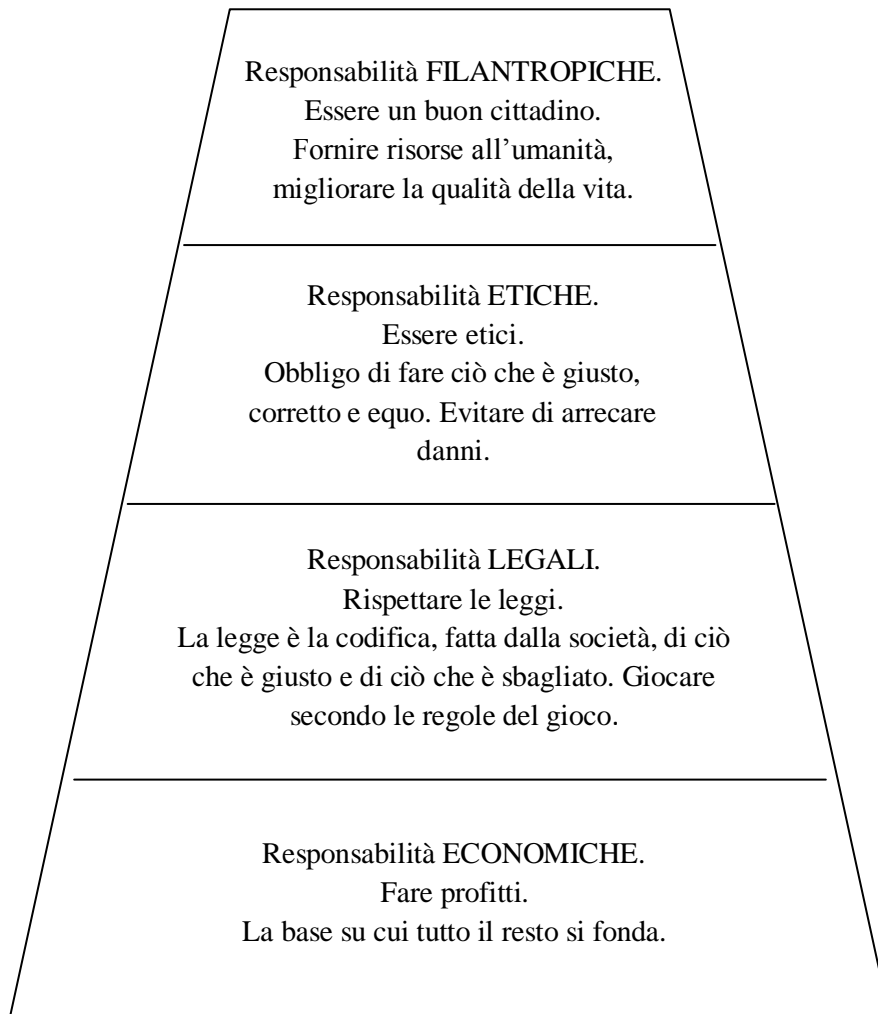 Responsabilità FILANTROPICHE.
Essere un buon cittadino.
Fornire risorse all'umanità,
migliorare la qualità della vita.
Responsabilità ETICHE.
Essere etici.
Obbligo di fare ciò che è giusto,
corretto e equo. Evitare di arrecare
danni.
Responsabilità LEGALI.
Rispettare le leggi.
La legge è la codifica, fatta dalla società, di ciò
che è giusto e di ciò che è sbagliato. Giocare
secondo le regole del gioco.
Responsabilità ECONOMICHE.
Fare profitti.
La base su cui tutto il resto si fonda.